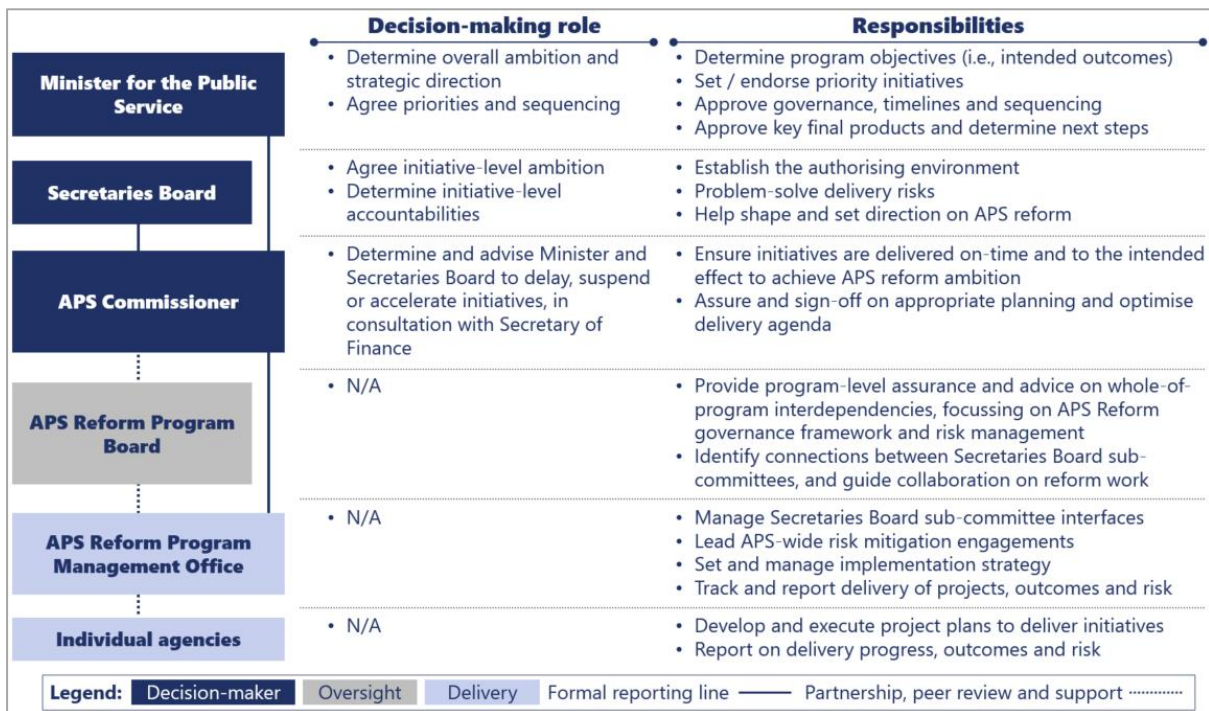 Decision-making role
Responsibilities
Minister for the Public
Service
• Determine overall ambition and
strategic direction
• Agree priorities and sequencing
• Determine program objectives (i.e., intended outcomes)
• Set / endorse priority initiatives
• Approve governance, timelines and sequencing
• Approve key final products and determine next steps
Secretaries Board
• Agree initiative-level ambition
• Determine initiative-level
accountabilities
• Establish the authorising environment
• Problem-solve delivery risks
• Help shape and set direction on APS reform
APS Commissioner
• Determine and advise Minister and
Secretaries Board to delay, suspend
or accelerate initiatives, in
consultation with Secretary of
Finance
• Ensure initiatives are delivered on-time and to the intended
effect to achieve APS reform ambition
• Assure and sign-off on appropriate planning and optimise
delivery agenda
APS Reform Program
Board
• N/A
• Provide program-level assurance and advice on whole-of-
program interdependencies, focussing on APS Reform
governance framework and risk management
• Identify connections between Secretaries Board sub-
committees, and guide collaboration on reform work
APS Reform Program
Management Office
• N/A
• Manage Secretaries Board sub-committee interfaces
• Lead APS-wide risk mitigation engagements
• Set and manage implementation strategy
• Track and report delivery of projects, outcomes and risk
Individual agencies
• N/A
• Develop and execute project plans to deliver initiatives
• Report on delivery progress, outcomes and risk
Legend: Decision-maker Oversight Delivery Formal reporting line Partnership, peer review and support